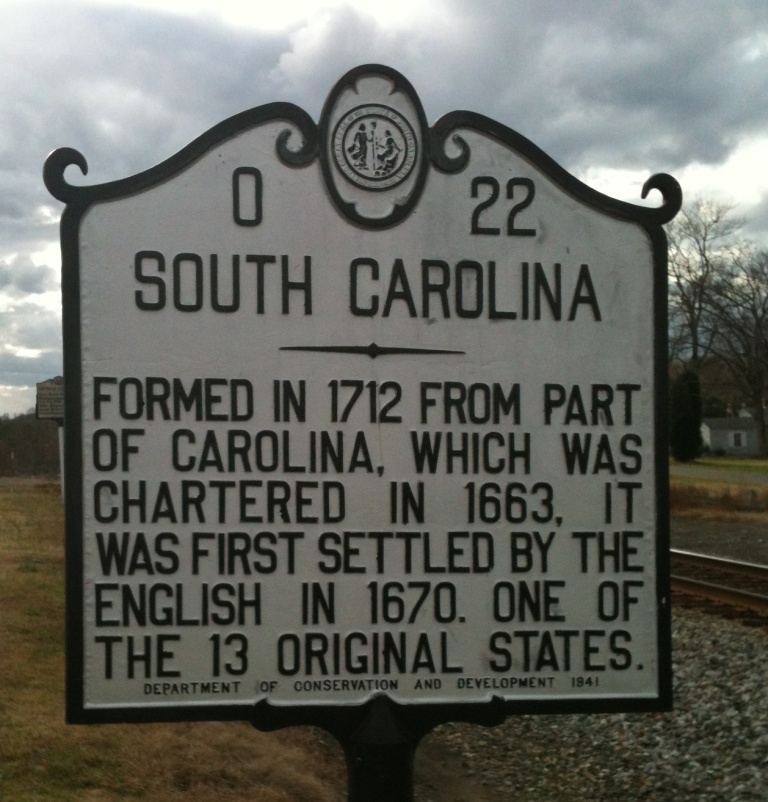 O 22
SOUTH CAROLINA
FORMED IN 1712 FROM PART
OF CAROLINA, WHICH WAS
CHARTERED IN 1663, IT
WAS FIRST SETTLED BY THE
ENGLISH IN 1670. ONE OF
THE 13 ORIGINAL STATES.
DEPARTMENT OF CONSERVATION AND DEVELOPMENT 1941